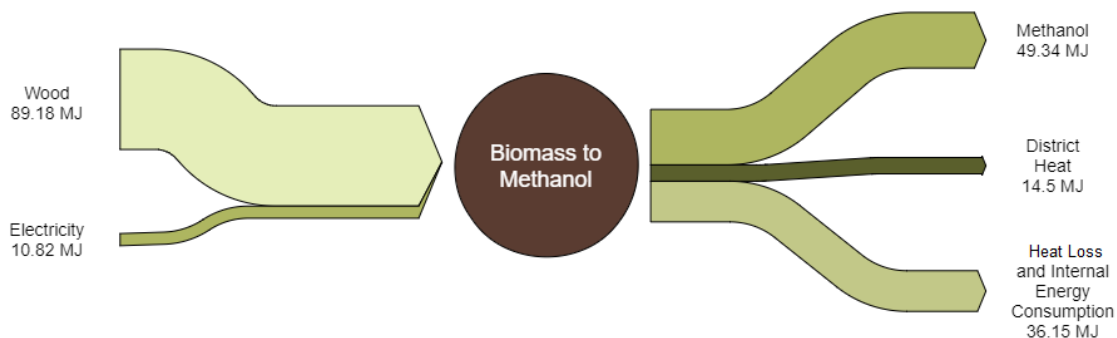 Wood
89.18 MJ
Electricity
10.82 MJ
Biomass to
Methanol
Methanol
49.34 MJ
District
Heat
14.5 MJ
Heat Loss
and Internal
Energy
Consumption
36.15 MJ